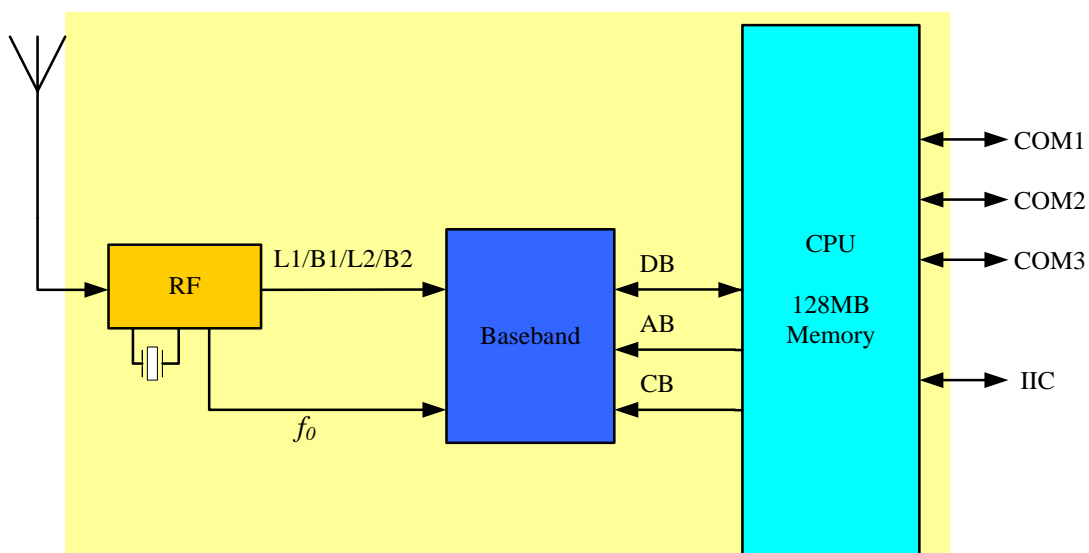 COM1
COM2
CPU
COM3
L1/B1/L2/B2
DB
RF
128MB
Memory
AB
Baseband
CB
IIC
f0